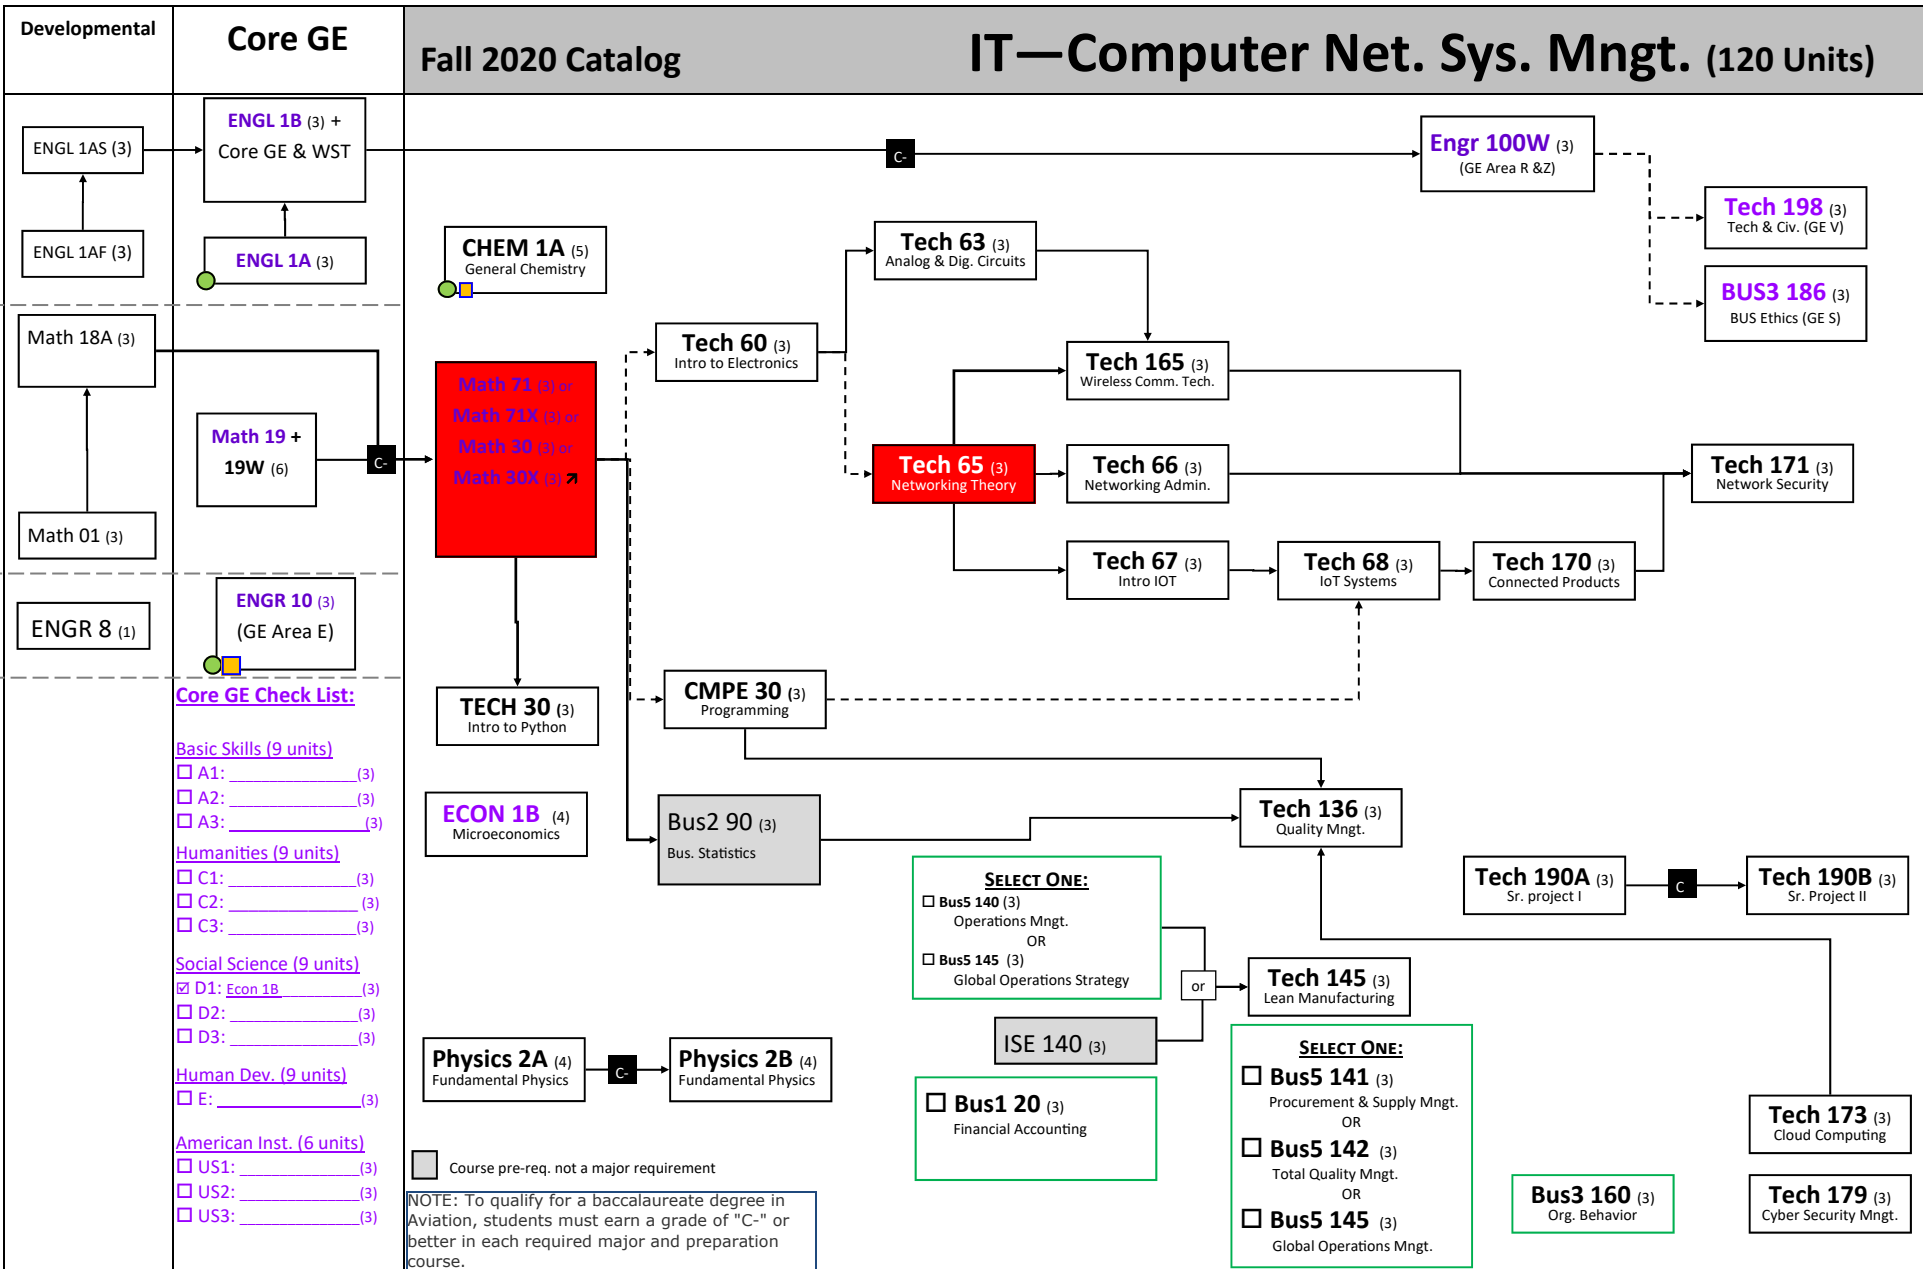 Developmental
Core GE
Fall 2020 Catalog
IT—Computer Net. Sys. Mngt. (120 Units)
ENGL 1AS (3)
ENGL 1AF (3)
Math 18A (3)
Math 01 (3)
ENGR 8 (1)
ENGL 1B (3) +
Core GE & WST
ENGL 1A (3)
Math 19 +
19W (6)
C-
ENGR 10 (3)
(GE Area E)
Core GE Check List:
Basic Skills (9 units)
A1: ________________(3)
A2: ________________(3)
A3: _________________(3)
Humanities (9 units)
C1: ________________(3)
C2: ________________ (3)
C3: ________________(3)
Social Science (9 units)
☑ D1: Econ 1B__________(3)
D2: ________________(3)
D3: ________________(3)
Human Dev. (9 units)
E: __________________(3)
American Inst. (6 units)
US1: _______________(3)
US2: _______________(3)
US3: _______________(3)
C-
Engr 100W (3)
(GE Area R &Z)
Tech 198 (3)
Tech & Civ. (GE V)
BUS3 186 (3)
BUS Ethics (GE S)
CHEM 1A (5)
General Chemistry
Tech 63 (3)
Analog & Dig. Circuits
Tech 60 (3)
Intro to Electronics
Math 71 (3) or
Math 71X (3) or
Math 30 (3) or
Math 30X (3)
Tech 165 (3)
Wireless Comm. Tech.
Tech 65 (3)
Networking Theory
Tech 66 (3)
Networking Admin.
Tech 171 (3)
Network Security
Tech 67 (3)
Intro IOT
Tech 68 (3)
IoT Systems
Tech 170 (3)
Connected Products
TECH 30 (3)
Intro to Python
CMPE 30 (3)
Programming
ECON 1B (4)
Microeconomics
Bus2 90 (3)
Bus. Statistics
Tech 136 (3)
Quality Mngt.
SELECT ONE:
Bus5 140 (3)
Operations Mngt.
OR
Bus5 145 (3)
Global Operations Strategy
Tech 190A (3)
Sr. project I
C
Tech 190B (3)
Sr. Project II
or
Tech 145 (3)
Lean Manufacturing
ISE 140 (3)
Physics 2A (4)
Fundamental Physics
C-
Physics 2B (4)
Fundamental Physics
Bus1 20 (3)
Financial Accounting
SELECT ONE:
Bus5 141 (3)
Procurement & Supply Mngt.
OR
Bus5 142 (3)
Total Quality Mngt.
OR
Bus5 145 (3)
Global Operations Mngt.
Tech 173 (3)
Cloud Computing
Bus3 160 (3)
Org. Behavior
Tech 179 (3)
Cyber Security Mngt.
Course pre-req. not a major requirement
NOTE: To qualify for a baccalaureate degree in
Aviation, students must earn a grade of "C-" or
better in each required major and preparation
course.